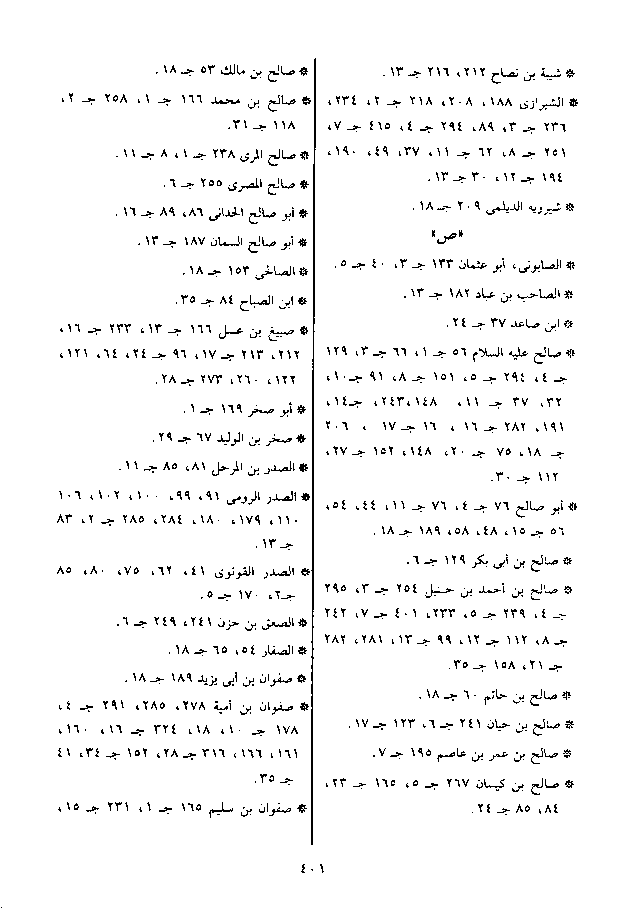 * شيبة بن نصاح ٢١٢، ٢١٦ جـ ١٣.
* الشيرازى ١٨٨، ٢٠٨، ٢١٨ جـ ٢، ٢٣٤،
٢٣٦ جـ ٣، ٨٩، ٢٩٤ جـ ٤، ٤٦٥ جـ ٧،
٢٥١ جـ ٨، ٦٢ جـ ١١، ٣٧، ٤٩، ١٩٠،
١٩٤ جـ ١٢، ٣٠ جـ ١٣.
* شيرويه الديلمى ٢٠٩ جـ ١٨.
«ص»
* الصابونى، أبو عثمان ١٣٣ جـ ٣، ٤٠ جـ ٥.
* الصاحب بن عباد ١٨٢ جـ ١٣.
* ابن صاعد ٣٧ جـ ٢٤.
* صالح عليه السلام ٥٦ جـ ١، ٦٦ جـ ٣، ١٢٩
جـ ٤، ٢٩٤ جـ ٥، ١٥١ جـ ٨، ٩١ جـ ١٠،
٣٢، ٣٧ جـ ١١، ١٤٨، ٢٤٣، جـ ١٤،
١٩١، ٢٨٢ جـ ١٦، ١٦ جـ ١٧، ٢٠٦
جـ ١٨، ٧٥ جـ ٢٠، ١٤٨، ١٥٢ جـ ٢٧،
١١٢ جـ ٣٠.
* أبو صالح ٧٦ جـ ٤، ٧٦ جـ ١١، ٤٤، ٥٤،
٥٦ جـ ١٥، ٤٨، ٥٨، ١٨٩ جـ ١٨.
* صالح بن أبى بكر ١٢٩ جـ ٦.
* صالح بن أحمد بن حنبل ٢٥٤ جـ ٣، ٢٩٥
جـ ٤، ٢٣٩ جـ ٥، ٢٣٣، ٤٠١ جـ ٧، ٢٤٢
جـ ٨، ١١٢ جـ ١٢، ٩٩ جـ ١٣، ٢٨١، ٢٨٢
جـ ٢١، ١٥٨ جـ ٣٥.
* صالح بن حاتم ٦٠ جـ ١٨.
* صالح بن حيان ٢٤١ جـ ٦، ١٢٣ جـ ١٧.
* صالح بن عمر بن عاصم ١٩٥ جـ ٧.
* صالح بن كيسان ٢٦٧ جـ ٥، ١٦٥ جـ ٢٣،
٨٤، ٨٥ جـ ٢٤.
* صالح بن مالك ٥٣ جـ ١٨.
* صالح بن محمد ١٦٦ جـ ١، ٢٥٨ جـ ٢،
١١٨ جـ ٣١.
* صالح المرى ٢٣٨ جـ ١، ٨ جـ ١١.
* صالح المصرى ٢٥٥ جـ ٦.
* أبو صالح الحدانى ٨٦، ٨٩ جـ ١٦.
* أبو صالح السمان ١٨٧ جـ ١٣.
* الصالحى ١٥٣ جـ ١٨.
* ابن الصباح ٨٤ جـ ٣٥.
* صبيغ بن عسل ١٦٦ جـ ١٣، ٢٣٣ جـ ١٦،
٢١٢، ٢١٣ جـ ١٧، ٩٦ جـ ٢٤، ٦٤، ١٢١،
١٢٢، ٢٦٠، ٢٧٣ جـ ٢٨.
* أبو صخر ١٦٩ جـ ١.
* صخر بن الوليد ٦٧ جـ ٢٩.
* الصدر بن المرحل ٨١، ٨٥ جـ ١١.
* الصدر الرومى ٩١، ٩٩، ١٠٠، ١٠٢، ١٠٦
١١٠، ١٧٩، ١٨٠، ٢٨٤، ٢٨٥ جـ ٢، ٨٣
جـ ١٣.
* الصدر القونوى ٤١، ٦٢، ٧٥، ٨٠، ٨٥
جـ ٢، ١٧٠ جـ ٥.
* الصعق بن حزن ٢٤١، ٢٤٩ جـ ٦.
* الصفار ٥٤، ٦٥ جـ ١٨.
* صفوان بن أبى يزيد ١٨٩ جـ ١٨.
* صفوان بن أمية ٢٧٨، ٢٨٥، ٢٩١ جـ ٤،
١٧٨ جـ ١٠، ١٨، ٣٢٤ جـ ١٦، ١٦٠،
١٦١، ١٦٦، ٣١٦ جـ ٢٨، ١٥٢ جـ ٣٤، ٤١
جـ ٣٥.
* صفوان بن سليم ١٦٥ جـ ١، ٢٣١ جـ ١٥،
٤٠١